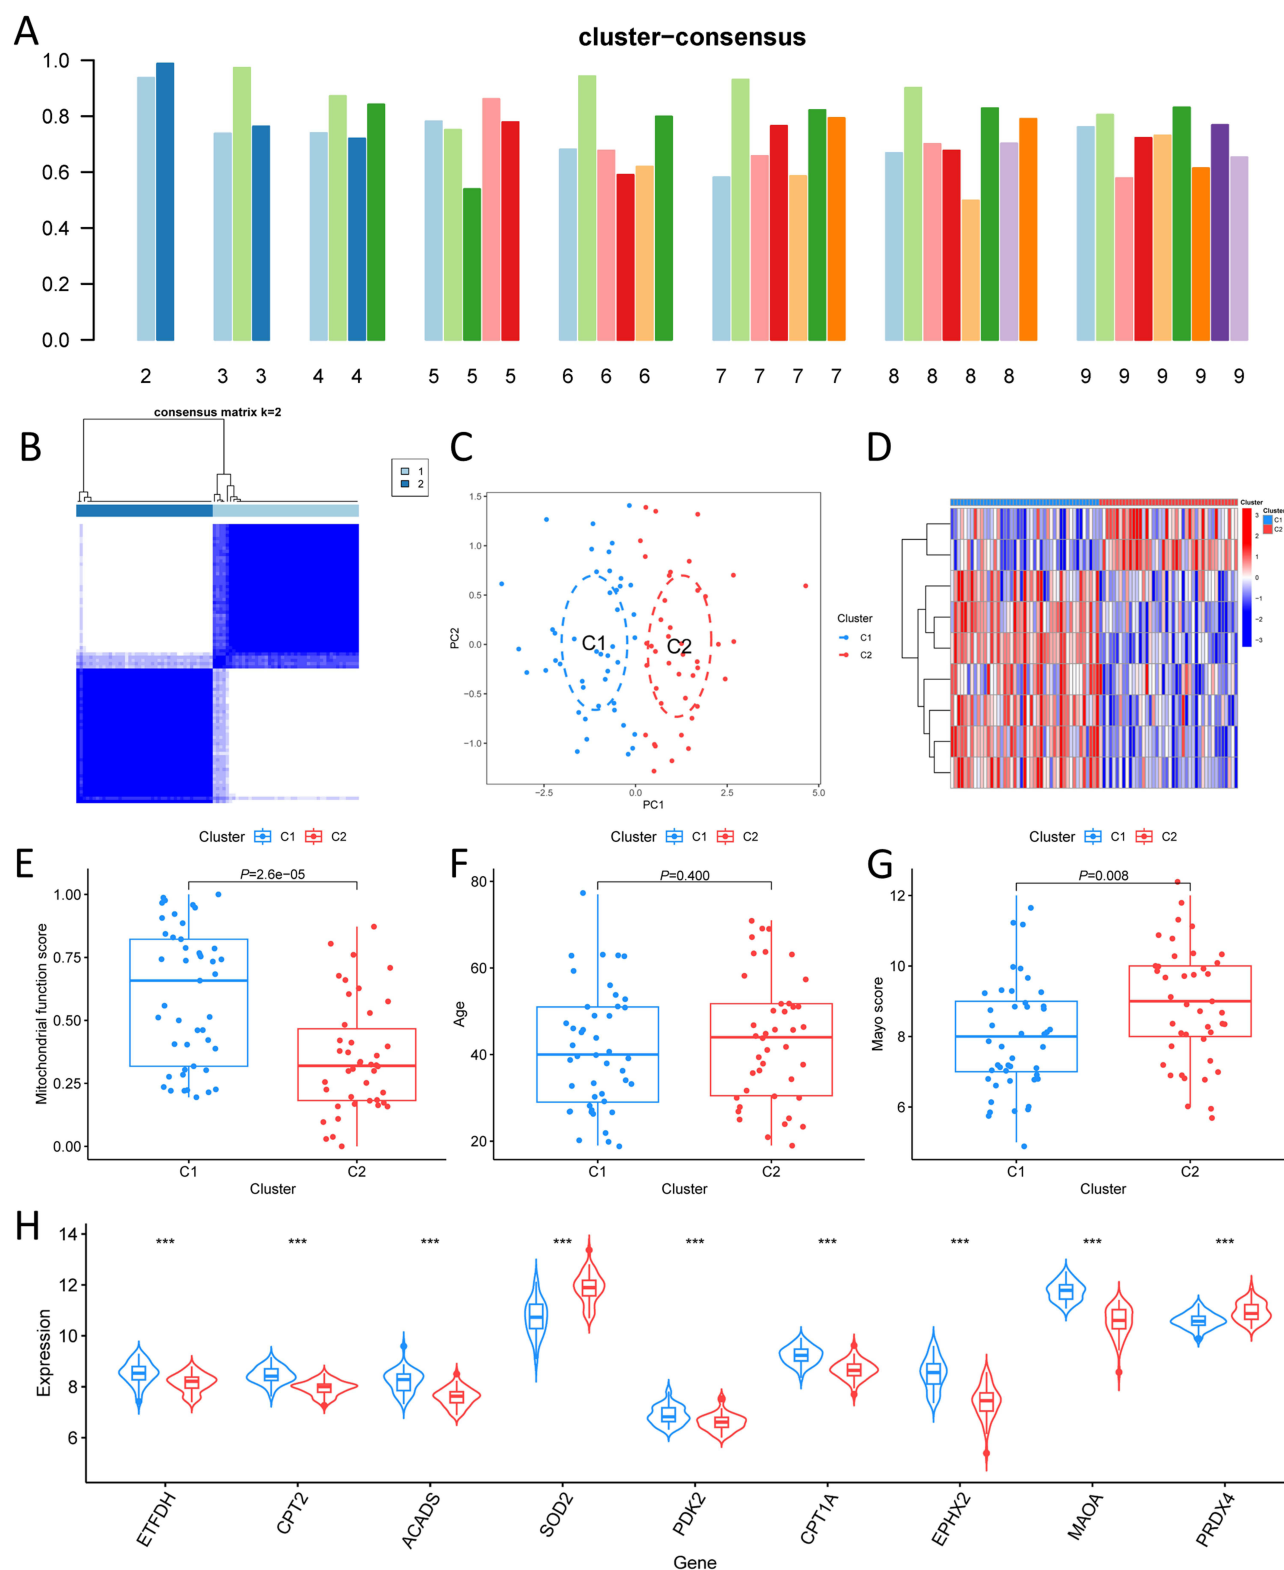 A
cluster−consensus
1.0
0.8
0.6
0.4
0.2
0.0
2 3 3 4 4 5 5 5 6 6 6 7 7 7 7 8 8 8 8 9 9 9 9 9
B
consensus matrix k=2
1
2
C
1.5
1.0
0.5
0.0
−0.5
−1.0
PC2
C1
C2
−2.5 0.0 2.5 5.0
PC1
Cluster
C1
C2
D
Cluster
3
2
1
0
−1
−2
−3
Cluster
C1
C2
E
Cluster C1 C2
P=2.6e−05
1.00
0.75
0.50
0.25
0.00
Mitochondrial function score
C1 C2
Cluster
F
P=0.400
80
60
40
20
Age
C1 C2
Cluster
G
Cluster C1 C2
P=0.008
12
10
8
6
Mayo score
C1 C2
Cluster
H
14
12
10
8
6
Expression
*** *** *** *** *** *** *** *** ***
ETFDH CPT2 ACADS SOD2 PDK2 CPT1A EPHX2 MAOA PRDX4
Gene